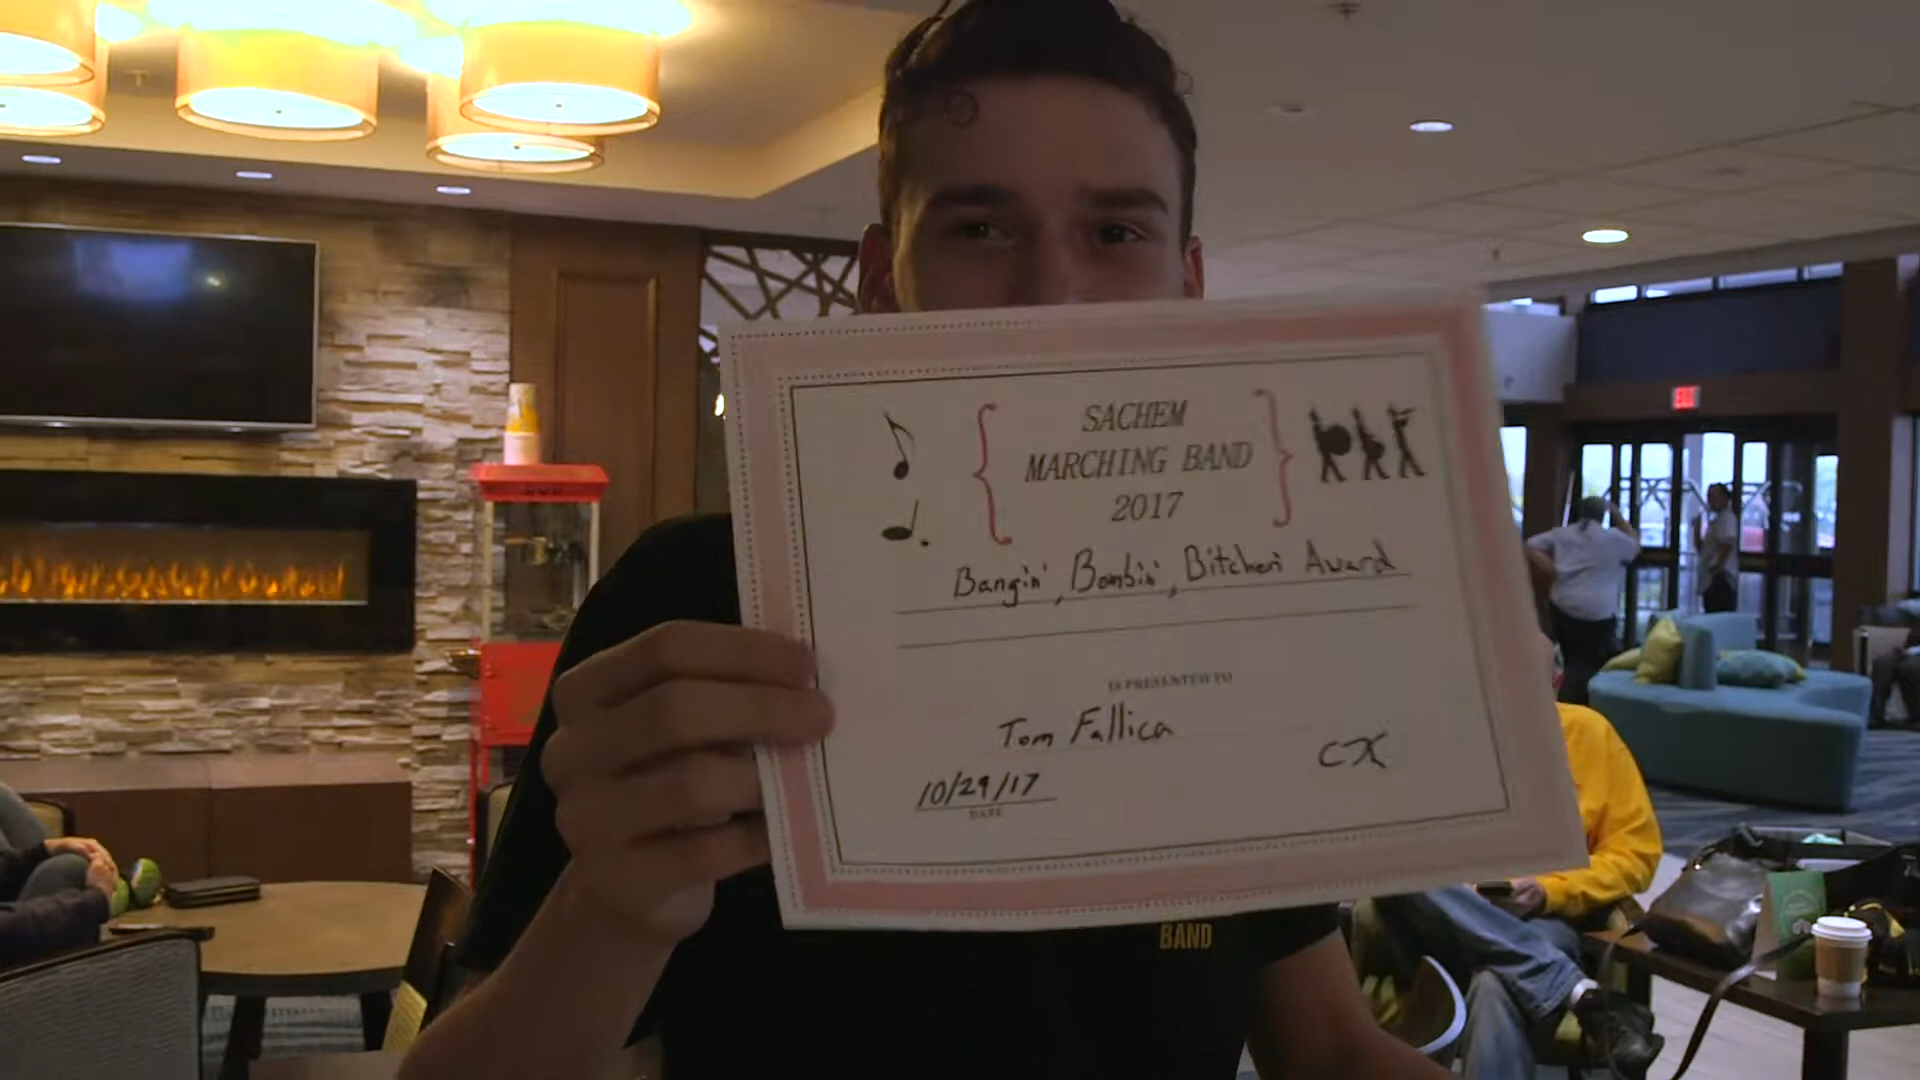 SACHEM
MARCHING BAND
2017
Bangin', Bombin', Bitchen' Award
IS PRESENTED TO
Tom Fallica
10/29/17
DATE
CX
BAND